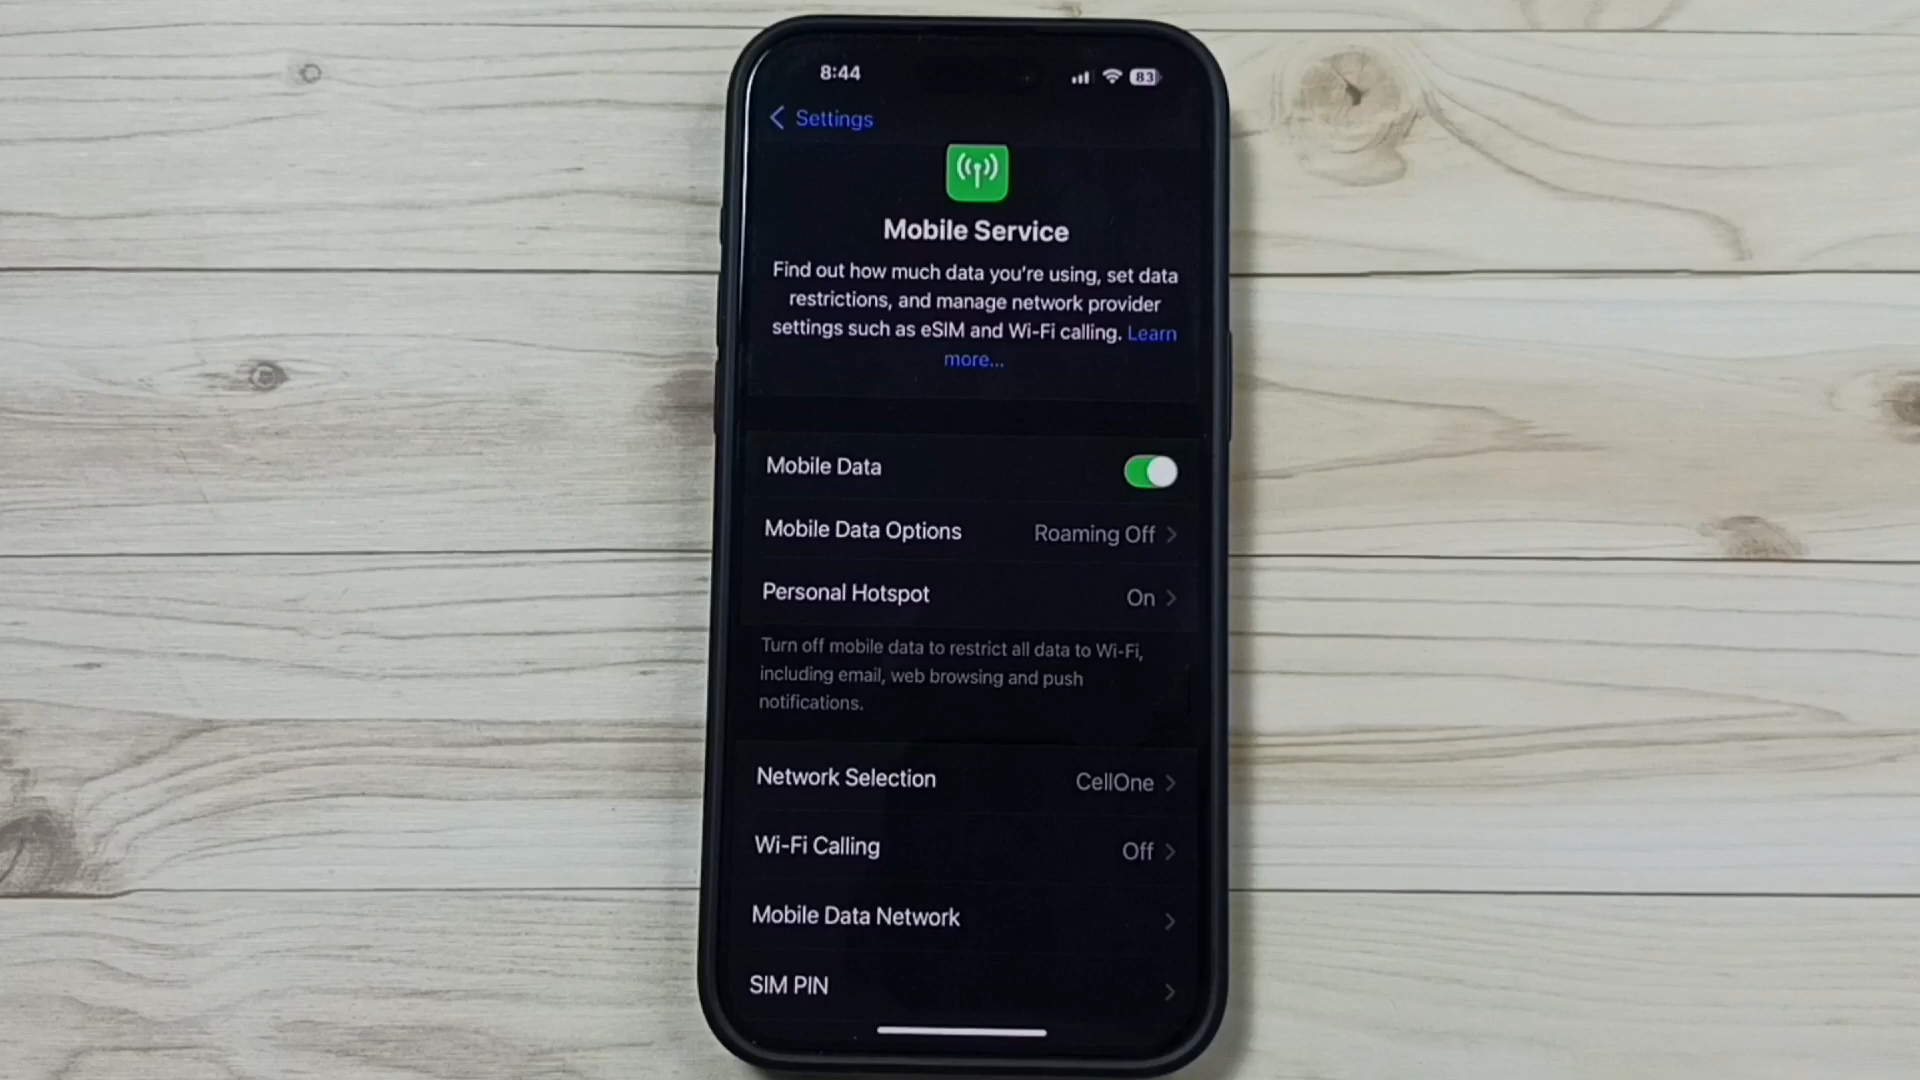 8:44
83
Settings
Mobile Service
Find out how much data you're using, set data
restrictions, and manage network provider
settings such as eSIM and Wi-Fi calling. Learn
more...
Mobile Data
Mobile Data Options Roaming Off
Personal Hotspot On
Turn off mobile data to restrict all data to Wi-Fi,
including email, web browsing and push
notifications.
Network Selection CellOne
Wi-Fi Calling Off
Mobile Data Network
SIM PIN